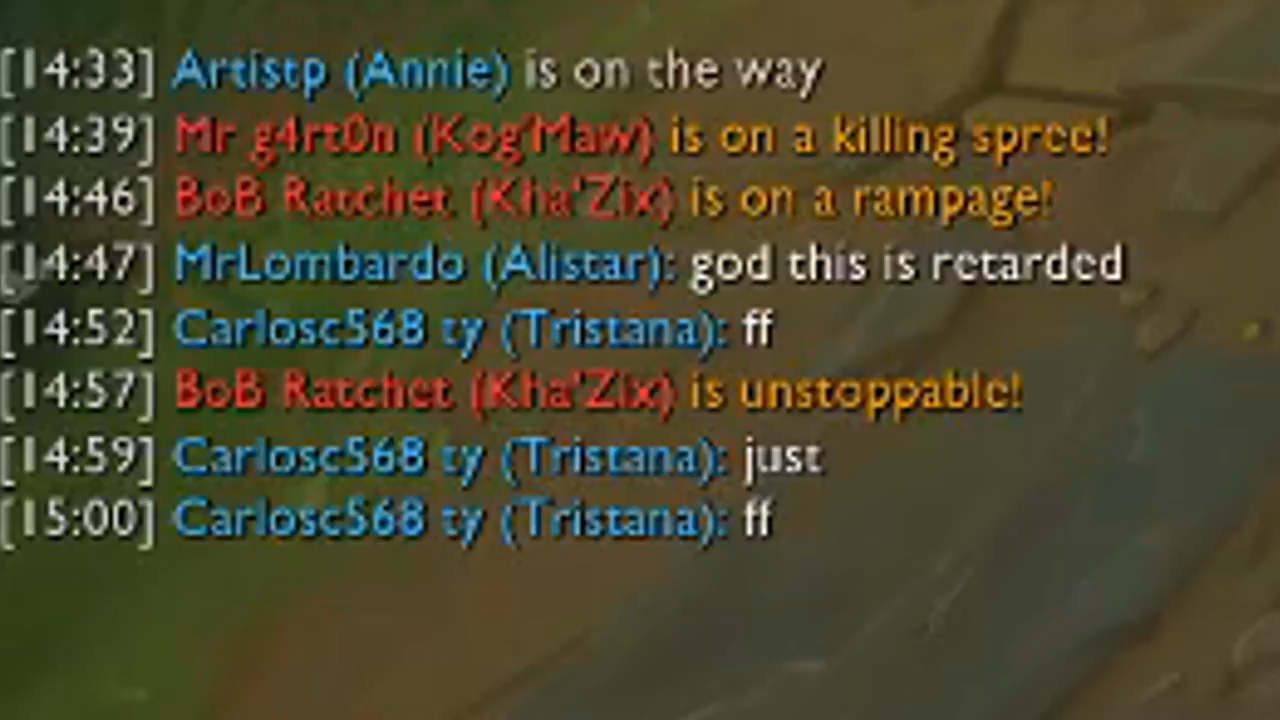 [14:33] Artistp (Annie) is on the way
[14:39] Mr g4rt0n (Kog'Maw) is on a killing spree!
[14:46] BoB Ratchet (Kha'Zix) is on a rampage!
[14:47] MrLombardo (Alistar): god this is retarded
[14:52] Carlosc568 ty (Tristana): ff
[14:57] BoB Ratchet (Kha'Zix) is unstoppable!
[14:59] Carlosc568 ty (Tristana): just
[15:00] Carlosc568 ty (Tristana): ff